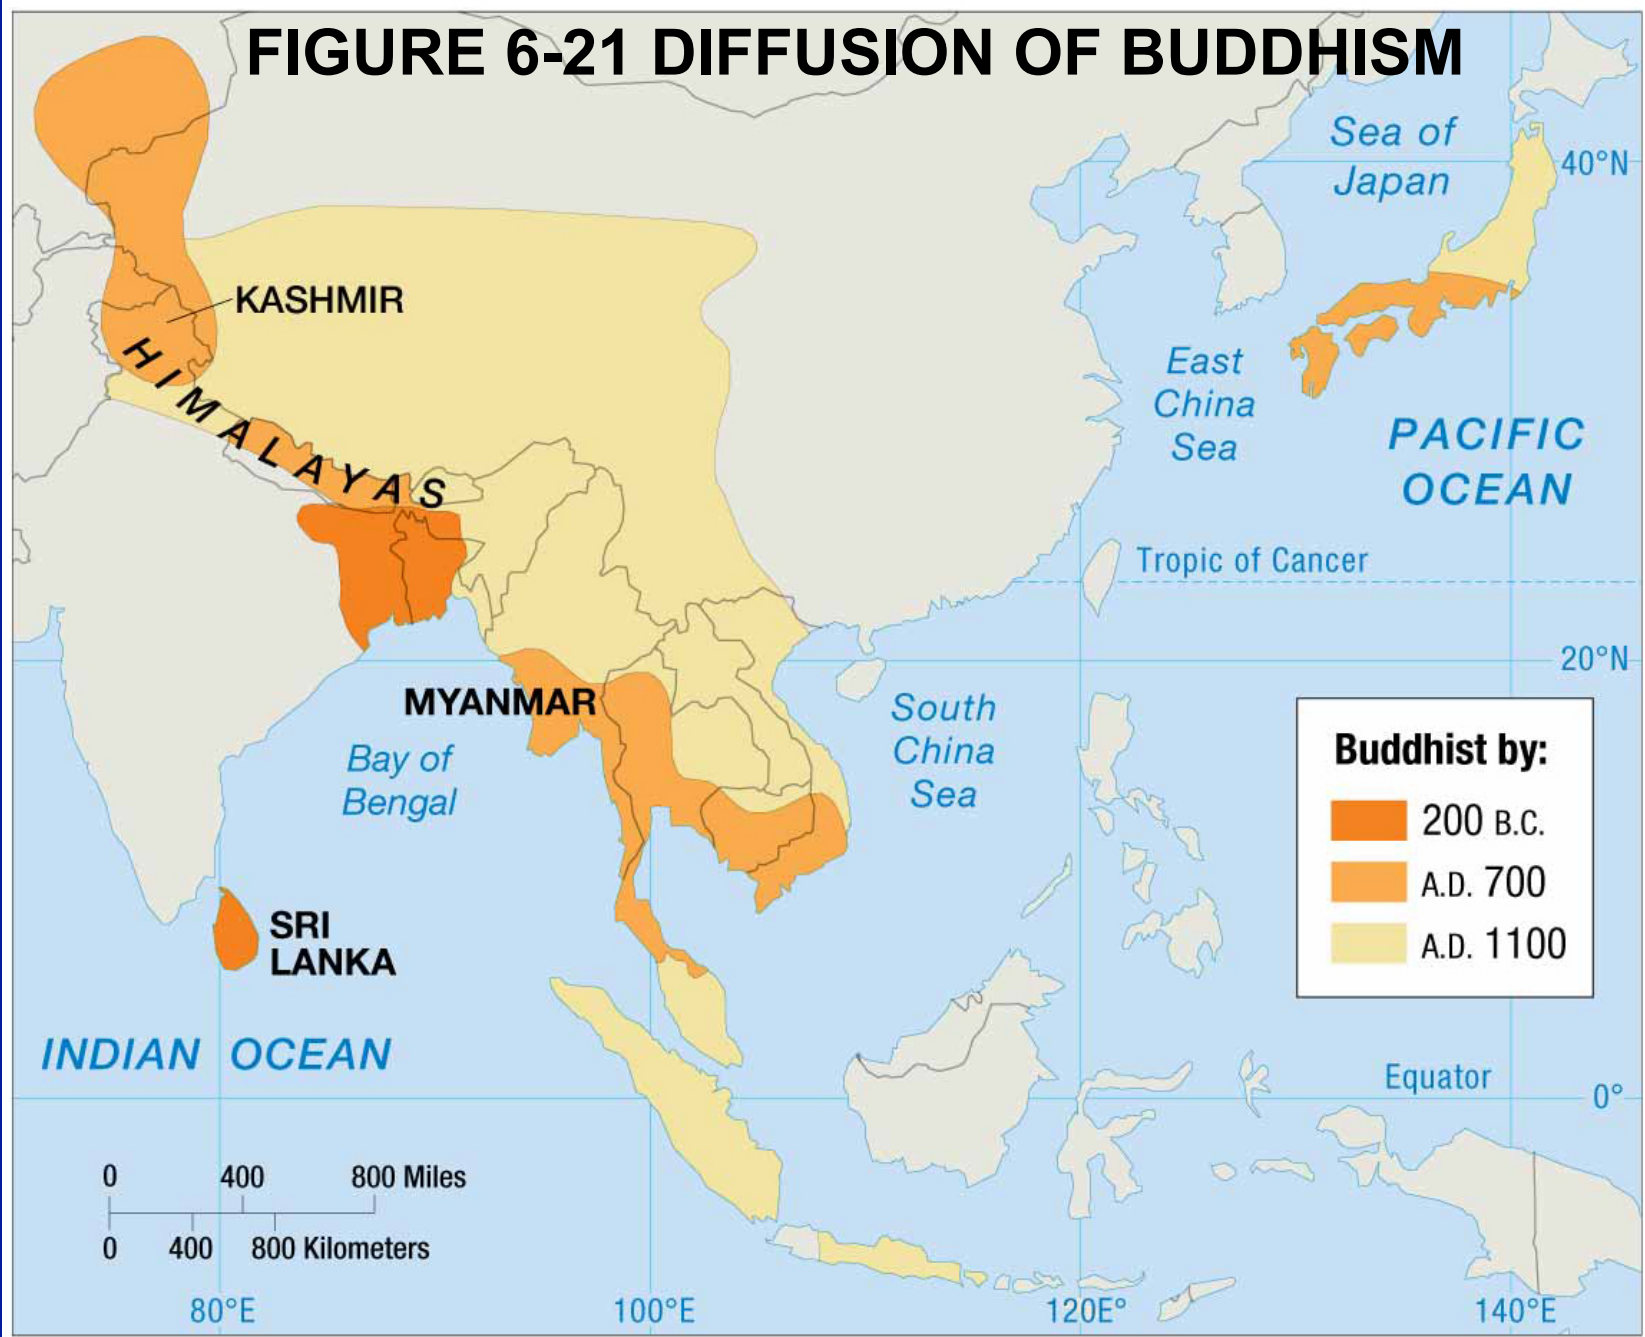 FIGURE 6-21 DIFFUSION OF BUDDHISM
Sea of
Japan
40°N
KASHMIR
HIMALAYAS
East
China
Sea
PACIFIC
OCEAN
Tropic of Cancer
20°N
MYANMAR
Bay of
Bengal
South
China
Sea
Buddhist by:
200 B.C.
A.D. 700
A.D. 1100
SRI
LANKA
INDIAN OCEAN
Equator
0°
0 400 800 Miles
0 400 800 Kilometers
80°E
100°E
120E°
140°E